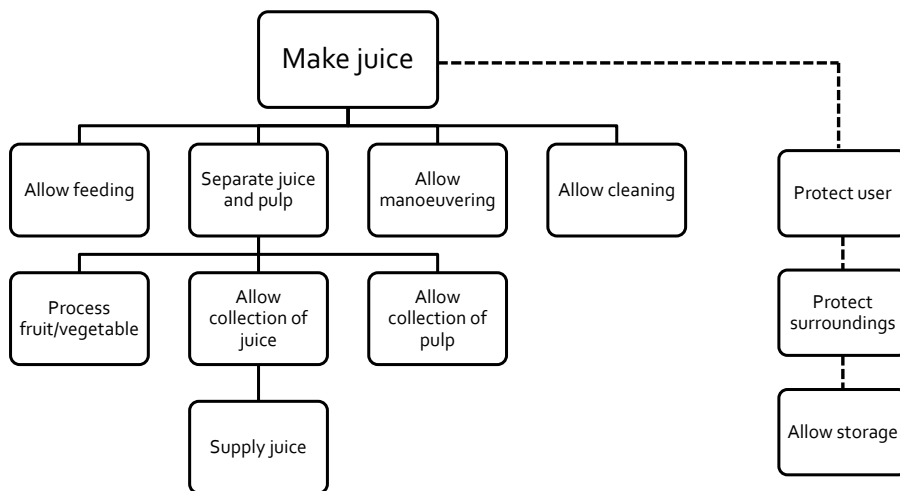 Make juice
Allow feeding
Separate juice
and pulp
Allow
manoeuvering
Allow cleaning
Protect user
Process
fruit/vegetable
Allow
collection of
juice
Allow
collection of
pulp
Protect
surroundings
Supply juice
Allow storage